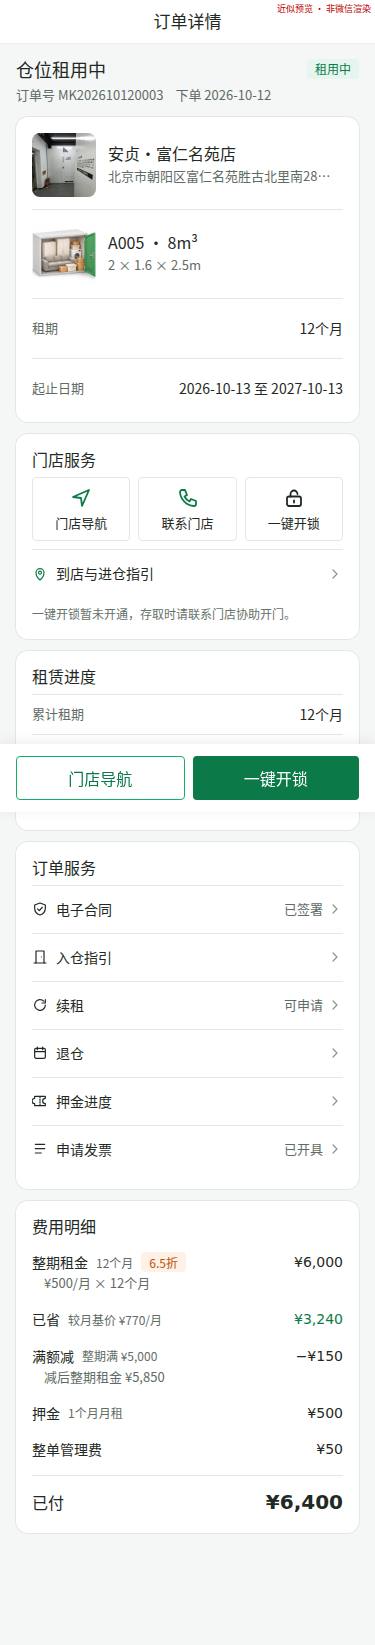 近似预览 · 非微信渲染
订单详情
仓位租用中
租用中
订单号 MK202610120003 下单 2026-10-12
安贞·富仁名苑店
北京市朝阳区富仁名苑胜古北里南28…
A005 · 8m³
2 × 1.6 × 2.5m
租期 12个月
起止日期 2026-10-13 至 2027-10-13
门店服务
门店导航 联系门店 一键开锁
到店与进仓指引
一键开锁暂未开通，存取时请联系门店协助开门。
租赁进度
累计租期 12个月
门店导航 一键开锁
订单服务
电子合同 已签署
入仓指引
续租 可申请
退仓
押金进度
申请发票 已开具
费用明细
整期租金 12个月 6.5折 ¥6,000
¥500/月 × 12个月
已省 较月基价 ¥770/月 ¥3,240
满额减 整期满 ¥5,000 −¥150
减后整期租金 ¥5,850
押金 1个月月租 ¥500
整单管理费 ¥50
已付 ¥6,400